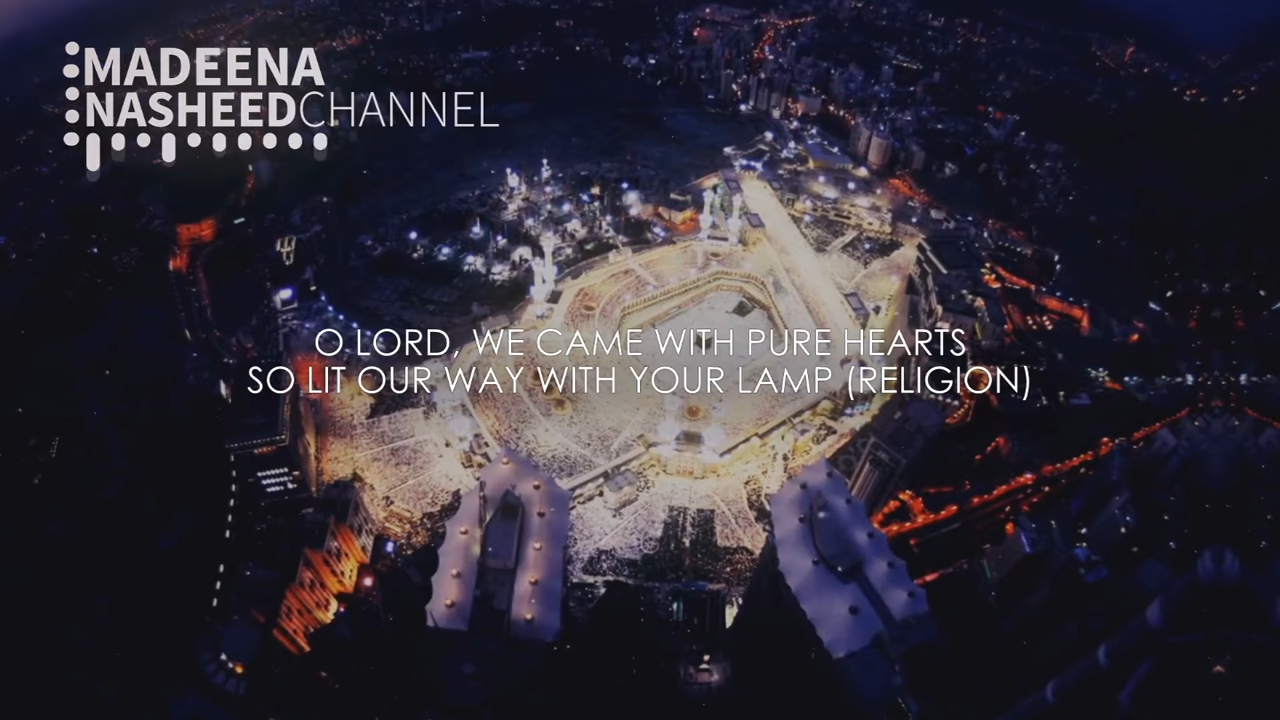 MADEENA
NASHEEDCHANNEL
O LORD, WE CAME WITH PURE HEARTS
SO LIT OUR WAY WITH YOUR LAMP (RELIGION)